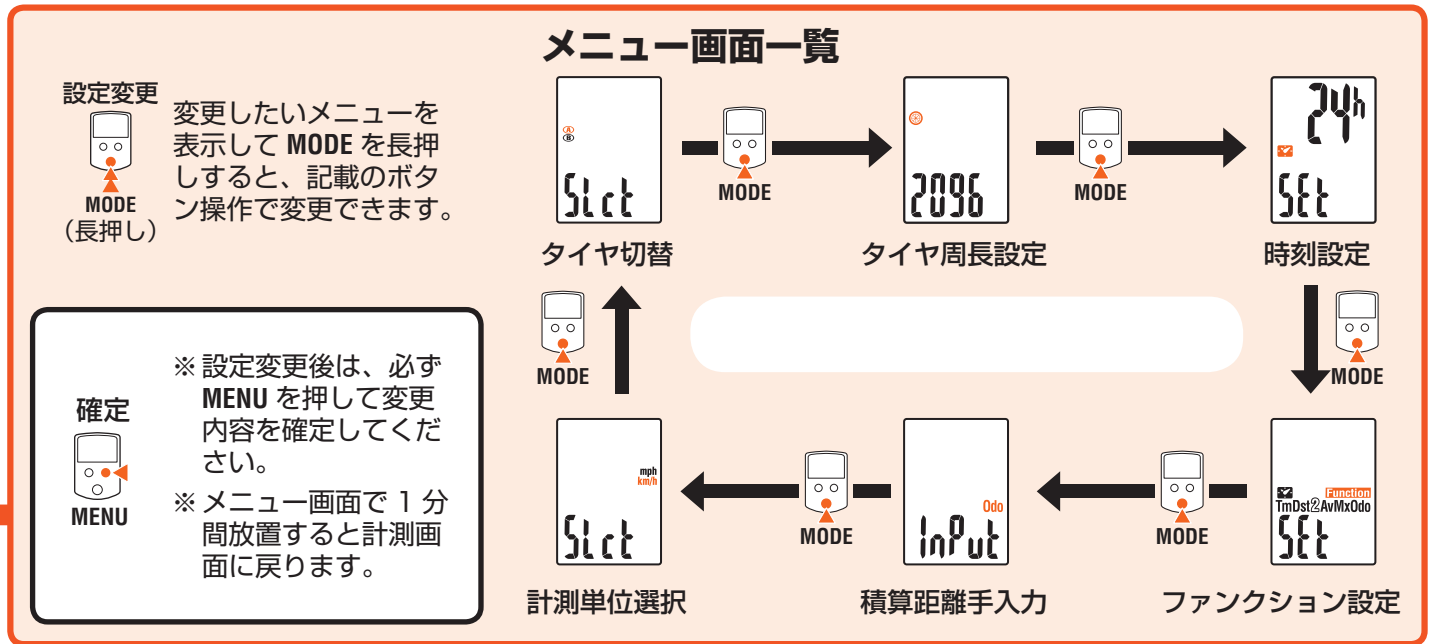 メニュー画面一覧
設定変更
MODE
（長押し）
変更したいメニューを
表示して MODE を長押
しすると、記載のボタ
ン操作で変更できます。
A
B
SLct
タイヤ切替
MODE
2096
タイヤ周長設定
MODE
24h
SEt
時刻設定
MODE
Function
TmDst2AvMxOdo
SEt
ファンクション設定
MODE
Odo
InPut
積算距離手入力
MODE
mph
km/h
SLct
計測単位選択
MODE
確定
MENU
※ 設定変更後は、必ず
MENU を押して変更
内容を確定してくだ
さい。
※ メニュー画面で 1 分
間放置すると計測画
面に戻ります。